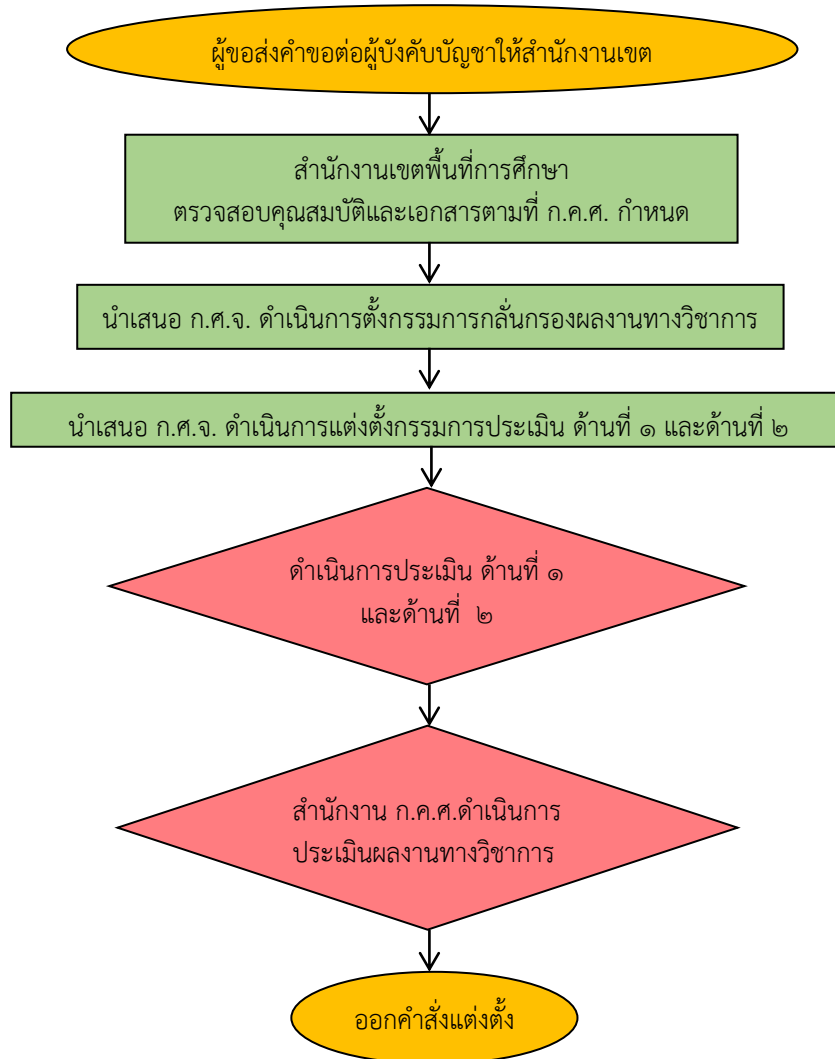 ผู้ขอส่งคำขอต่อผู้บังคับบัญชาให้สำนักงานเขต
สำนักงานเขตพื้นที่การศึกษา
ตรวจสอบคุณสมบัติและเอกสารตามที่ ก.ค.ศ. กำหนด
นำเสนอ ก.ศ.จ. ดำเนินการตั้งกรรมการกลั่นกรองผลงานทางวิชาการ
นำเสนอ ก.ศ.จ. ดำเนินการแต่งตั้งกรรมการประเมิน ด้านที่ ๑ และด้านที่ ๒
ดำเนินการประเมิน ด้านที่ ๑
และด้านที่ ๒
สำนักงาน ก.ค.ศ.ดำเนินการ
ประเมินผลงานทางวิชาการ
ออกคำสั่งแต่งตั้ง